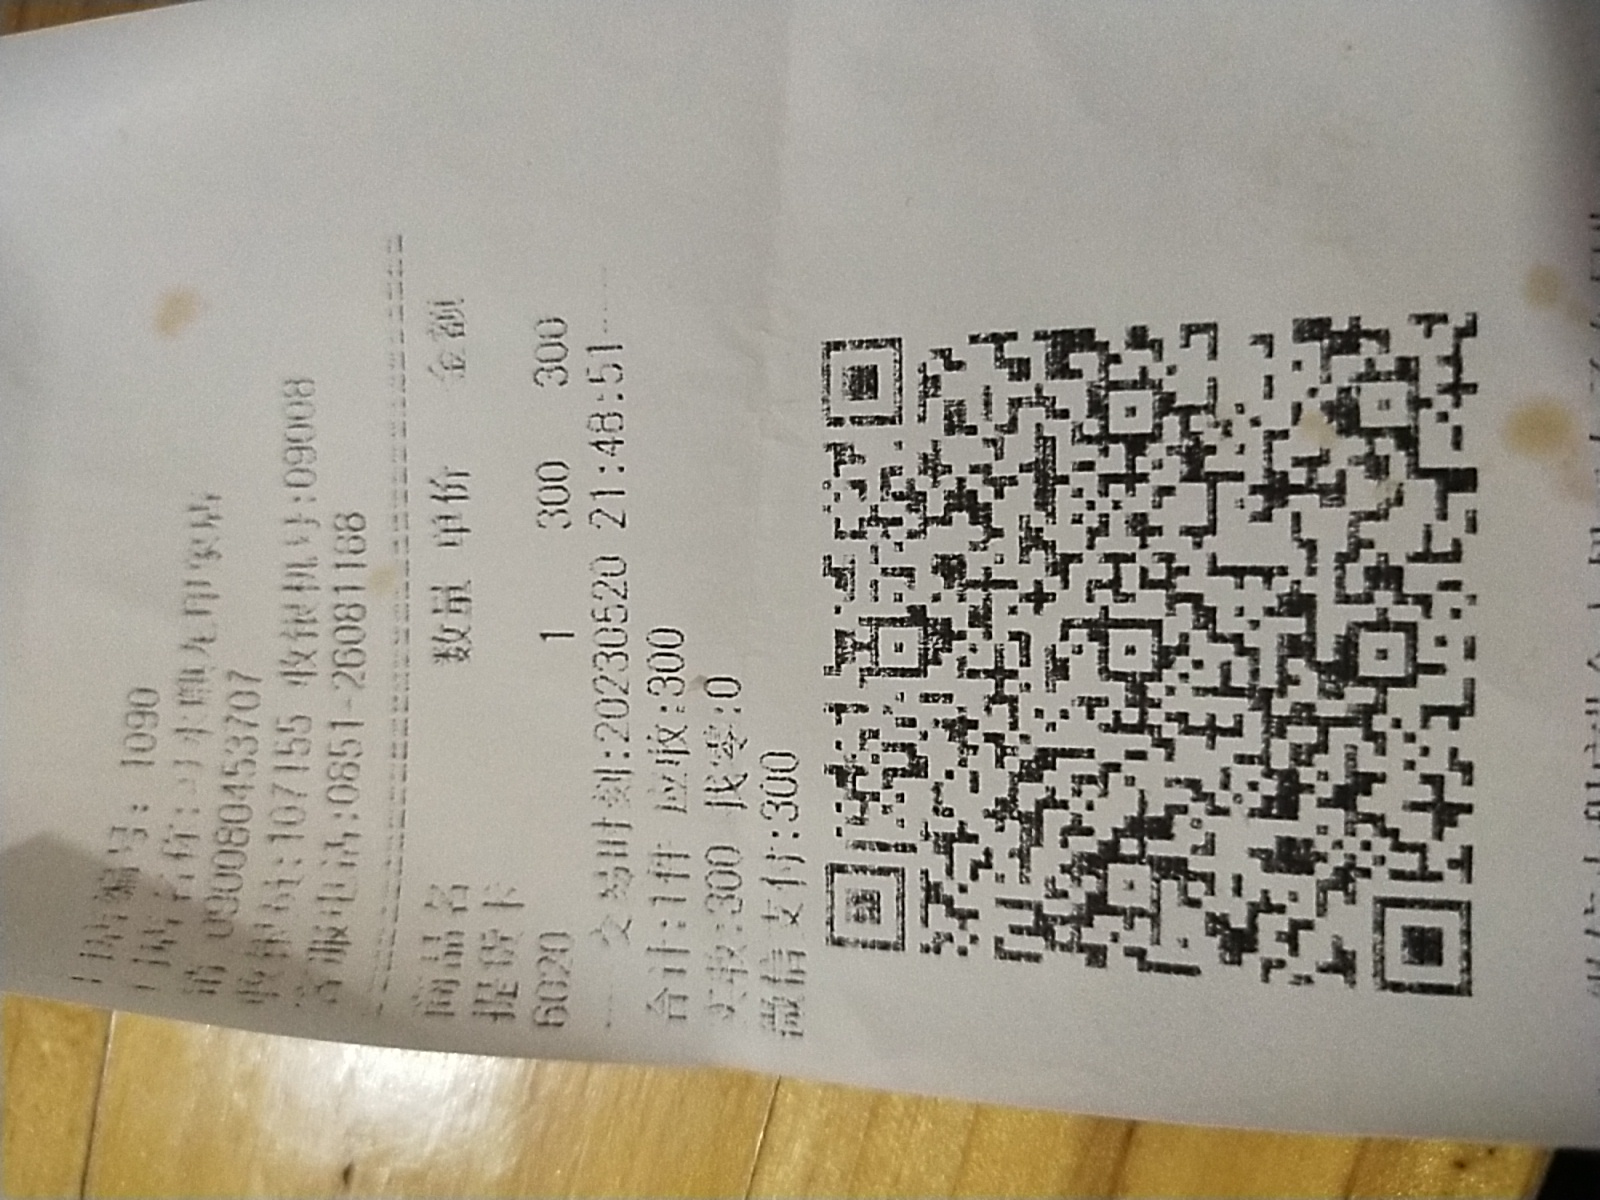 门店编号: 1090
门店名称:
销 090080453707
收银员:107155 收银机号:09008
客服电话:0851-26081168
商品名 数量 单价 金额
提货卡
6020 1 300 300
交易时刻:20230520 21:48:51
合计:1件 应收:300
实收:300 找零:0
微信支付:300